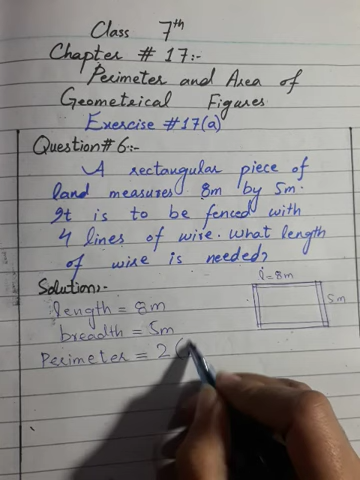 Class 7th
Chapter # 17:-
Perimeter and Area of
Geometrical Figures
Exercise #17(a)
Question# 6:-
A rectangular piece of
land measures 8m by 5m.
It is to be fenced with
4 lines of wire. What length
of wire is needed?
Solution:-
l=8m
5m
length = 8m
breadth = 5m
Perimeter = 2(